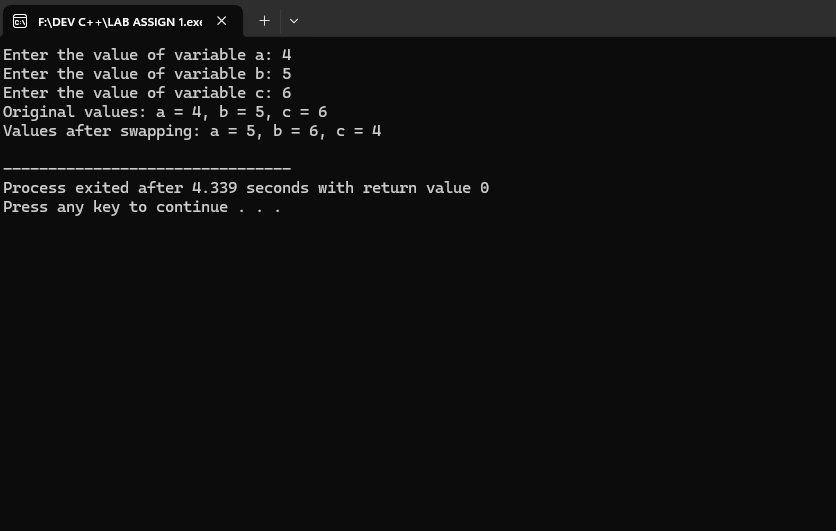 F:\DEV C++\LAB ASSIGN 1.exe
Enter the value of variable a: 4
Enter the value of variable b: 5
Enter the value of variable c: 6
Original values: a = 4, b = 5, c = 6
Values after swapping: a = 5, b = 6, c = 4
--------------------------------
Process exited after 4.339 seconds with return value 0
Press any key to continue . . .